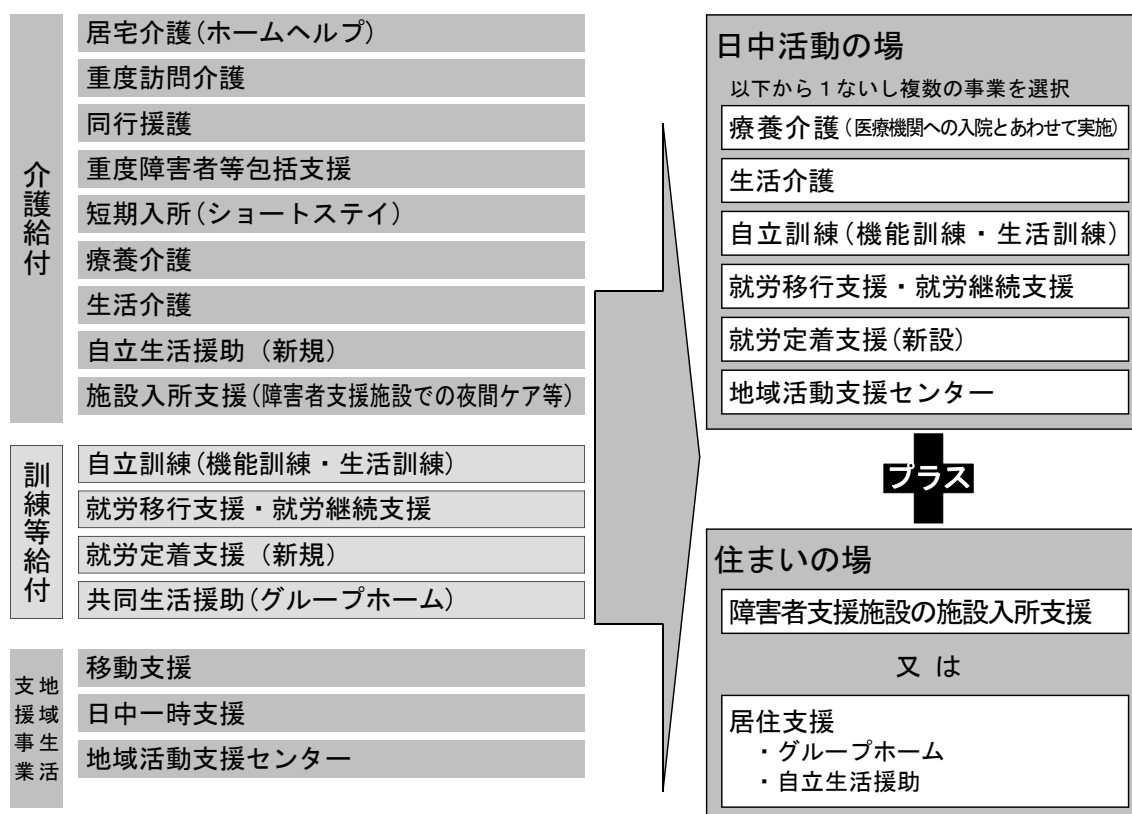 介護給付
居宅介護(ホームヘルプ)
重度訪問介護
同行援護
重度障害者等包括支援
短期入所(ショートステイ)
療養介護
生活介護
自立生活援助（新規）
施設入所支援(障害者支援施設での夜間ケア等)
訓練等給付
自立訓練(機能訓練・生活訓練)
就労移行支援・就労継続支援
就労定着支援（新規）
共同生活援助(グループホーム)
地域生活
支援事業
移動支援
日中一時支援
地域活動支援センター
日中活動の場
以下から１ないし複数の事業を選択
療養介護(医療機関への入院とあわせて実施)
生活介護
自立訓練(機能訓練・生活訓練)
就労移行支援・就労継続支援
就労定着支援(新設)
地域活動支援センター
プラス
住まいの場
障害者支援施設の施設入所支援
又は
居住支援
・グループホーム
・自立生活援助